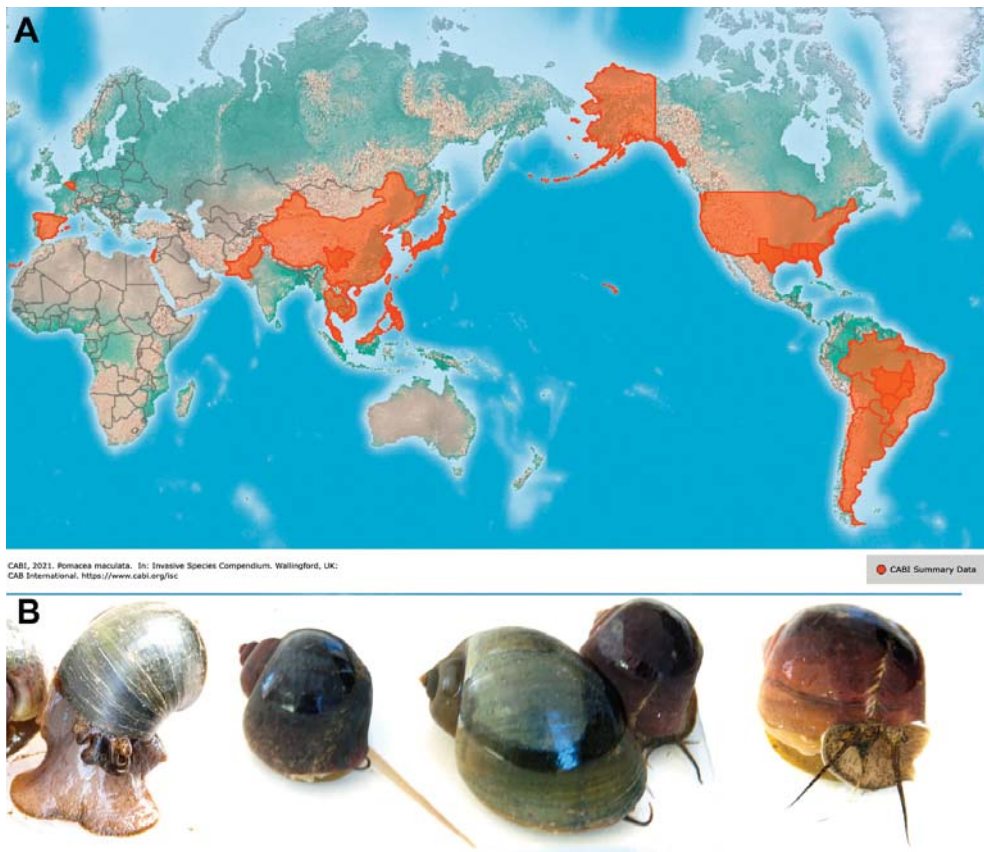 A
CABI, 2021. Pomacea maculata. In: Invasive Species Compendium. Wallingford, UK:
CAB International. https://www.cabi.org/isc
CABI Summary Data
B